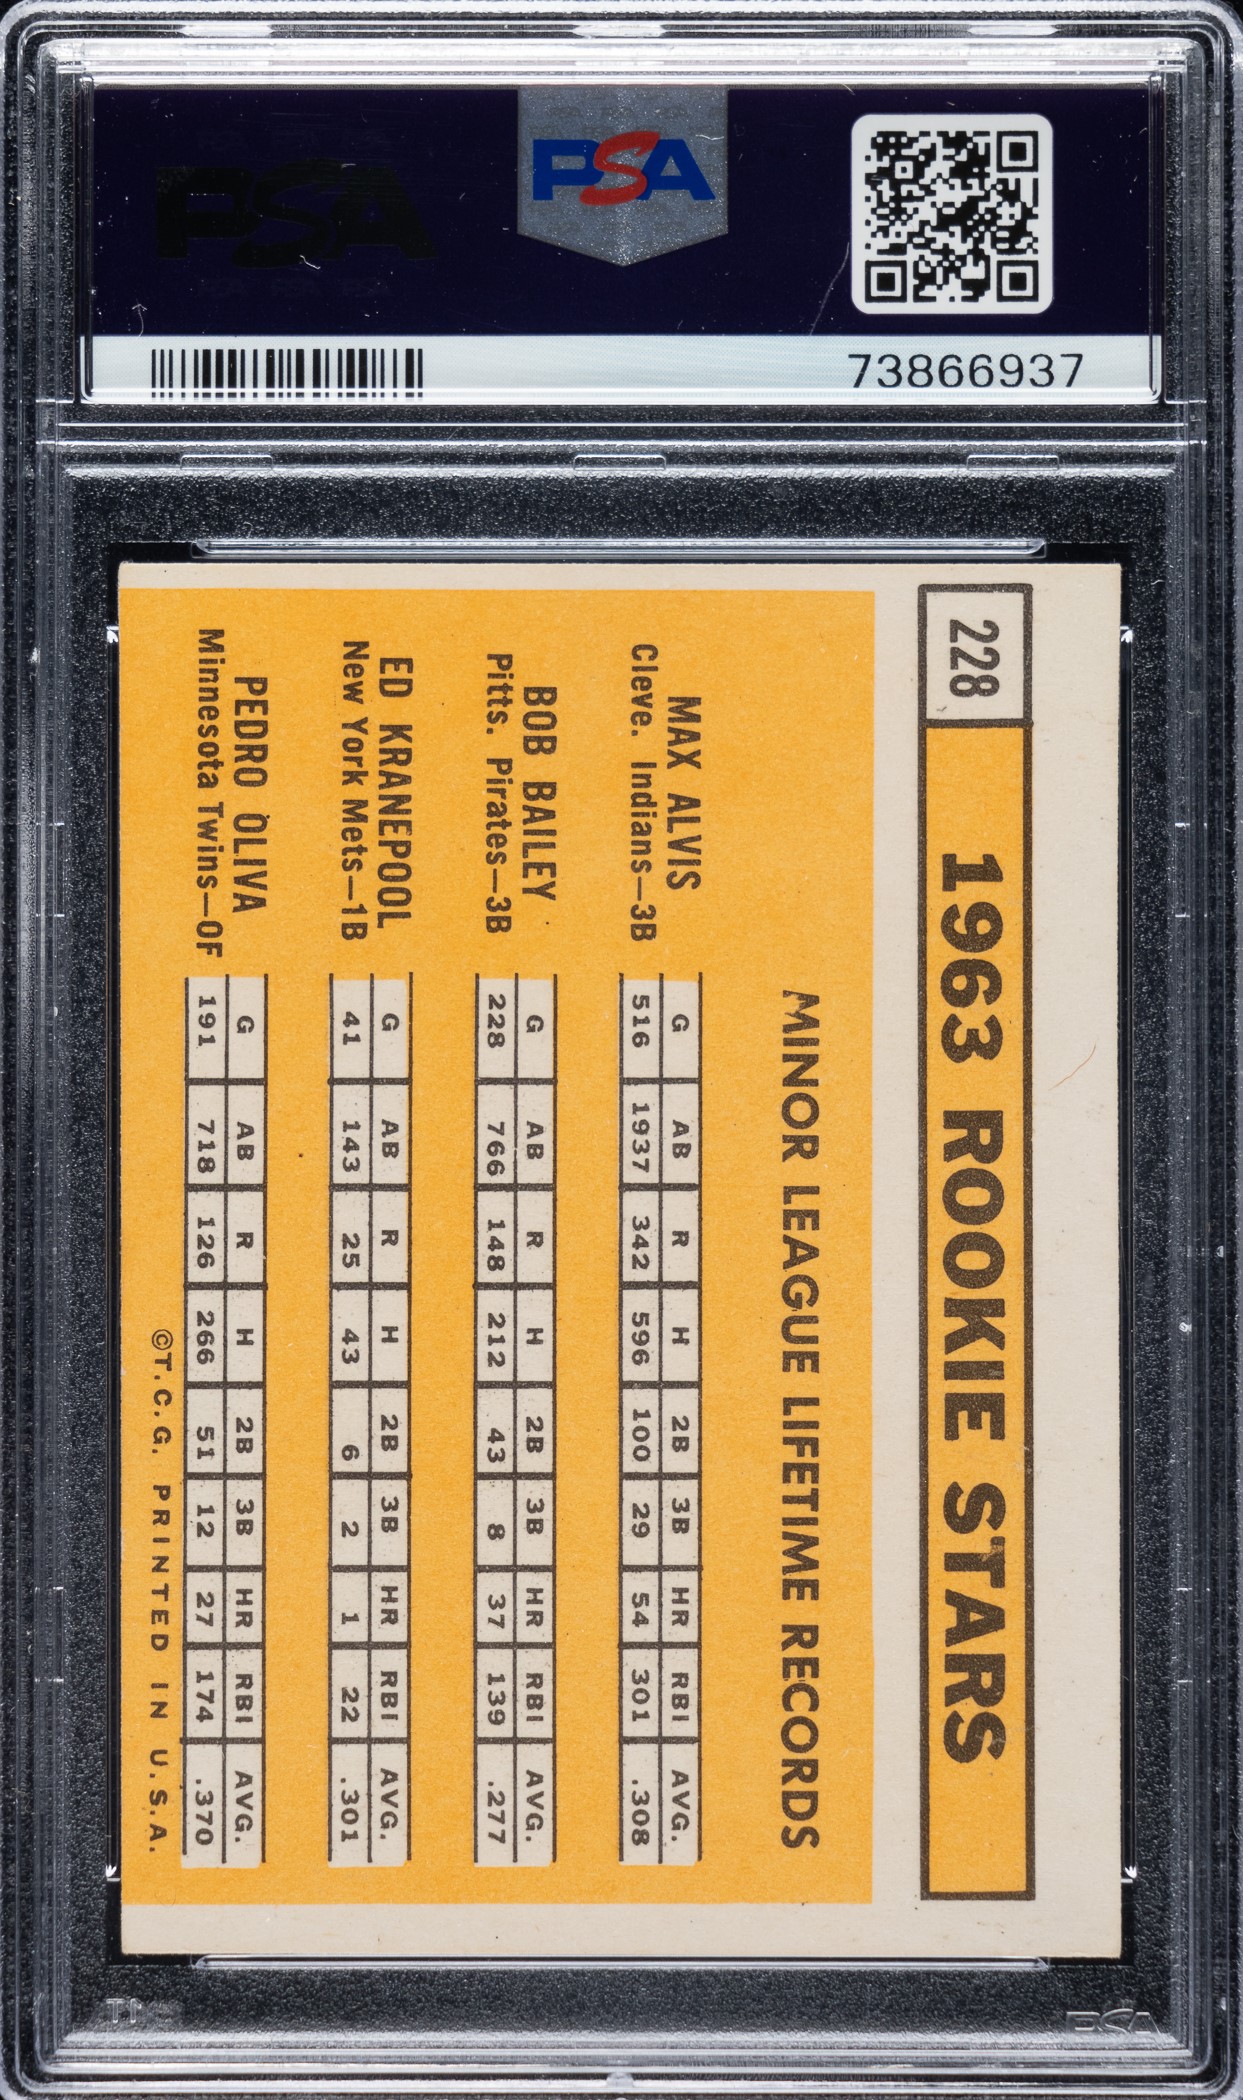 PSA
PSA
73866937
228
1963 ROOKIE STARS
MINOR LEAGUE LIFETIME RECORDS
MAX ALVIS
Cleve. Indians—3B
G AB R H 2B 3B HR RBI AVG.
516 1937 342 596 100 29 54 301 .308
BOB BAILEY
Pitts. Pirates—3B
G AB R H 2B 3B HR RBI AVG.
228 766 148 212 43 8 37 139 .277
ED KRANEPOOL
New York Mets—1B
G AB R H 2B 3B HR RBI AVG.
41 143 25 43 6 2 1 22 .301
PEDRO OLIVA
Minnesota Twins—OF
G AB R H 2B 3B HR RBI AVG.
191 718 126 266 51 12 27 174 .370
©T.C.G. PRINTED IN U.S.A.
PSA